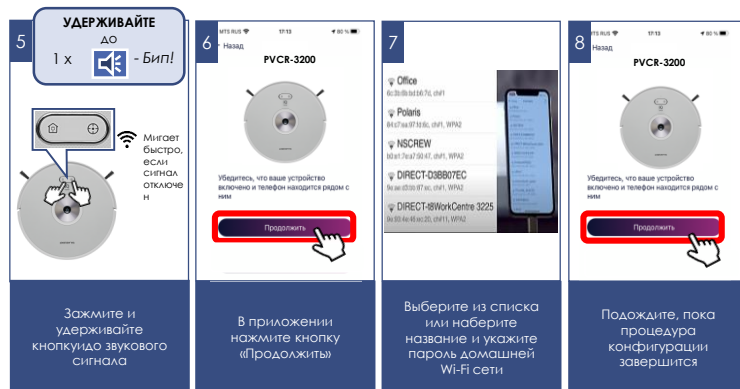 5
УДЕРЖИВАЙТЕ
до
1 x - Бип!
Мигает
быстро,
если
сигнал
отключе
н
Зажмите и
удерживайте
кнопкуидо звукового
сигнала
6
MTS RUS 17:13 80 %
Назад
PVCR-3200
Убедитесь, что ваше устройство
включено и телефон находится рядом с
ним
Продолжить
В приложении
нажмите кнопку
«Продолжить»
7
Office
Polaris
NSCREW
DIRECT-D3BB07EC
DIRECT-t8WorkCentre 3225
Выберите из списка
или наберите
название и укажите
пароль домашней
Wi-Fi сети
8
MTS RUS 17:13 80 %
Назад
PVCR-3200
Убедитесь, что ваше устройство
включено и телефон находится рядом с
ним
Продолжить
Подождите, пока
процедура
конфигурации
завершится